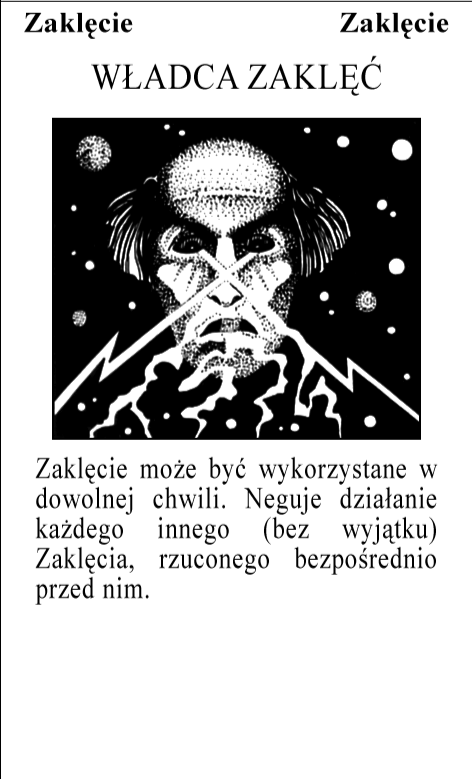 Zaklęcie Zaklęcie
WŁADCA ZAKLĘĆ
Zaklęcie może być wykorzystane w
dowolnej chwili. Neguje działanie
każdego innego (bez wyjątku)
Zaklęcia, rzuconego bezpośrednio
przed nim.